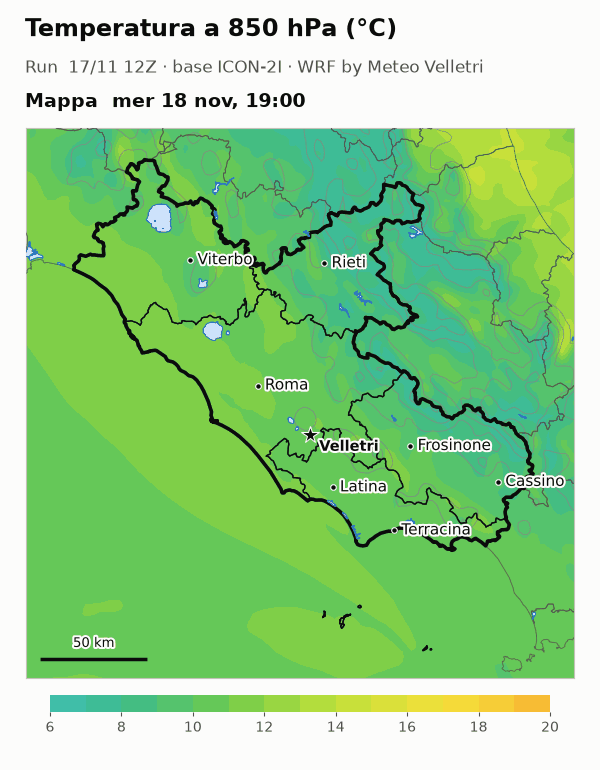 Temperatura a 850 hPa (°C)
Run  17/11 12Z · base ICON-2I · WRF by Meteo Velletri
Mappa  mer 18 nov, 19:00
Viterbo
Rieti
Roma
Velletri
Frosinone
Cassino
Latina
Terracina
50 km
6 8 10 12 14 16 18 20